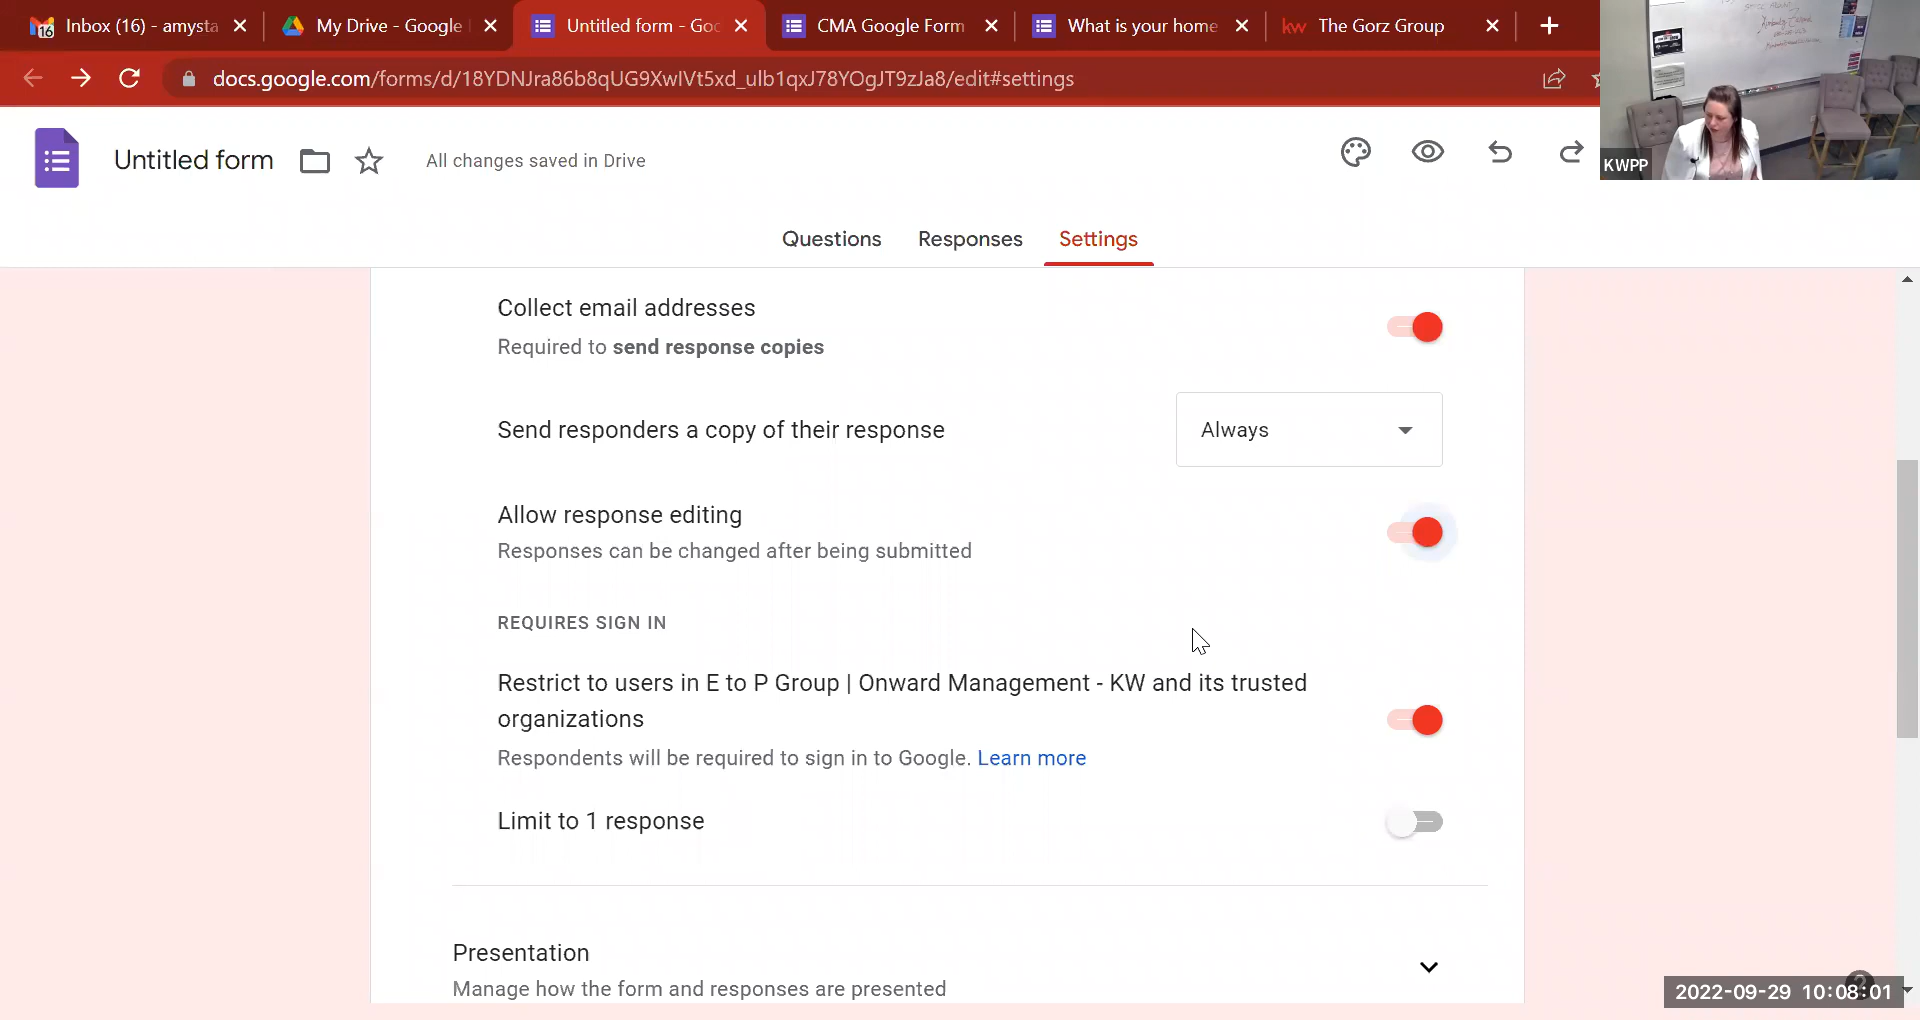 Inbox (16) - amysta
My Drive - Google
Untitled form - Goo
CMA Google Form
What is your home
kw The Gorz Group
docs.google.com/forms/d/18YDNJra86b8qUG9XwIVt5xd_ulb1qxJ78YOgJT9zJa8/edit#settings
Untitled form
All changes saved in Drive
KWPP
Questions
Responses
Settings
Collect email addresses
Required to send response copies
Send responders a copy of their response
Always
Allow response editing
Responses can be changed after being submitted
REQUIRES SIGN IN
Restrict to users in E to P Group | Onward Management - KW and its trusted
organizations
Respondents will be required to sign in to Google. Learn more
Limit to 1 response
Presentation
Manage how the form and responses are presented
2022-09-29 10:08:01